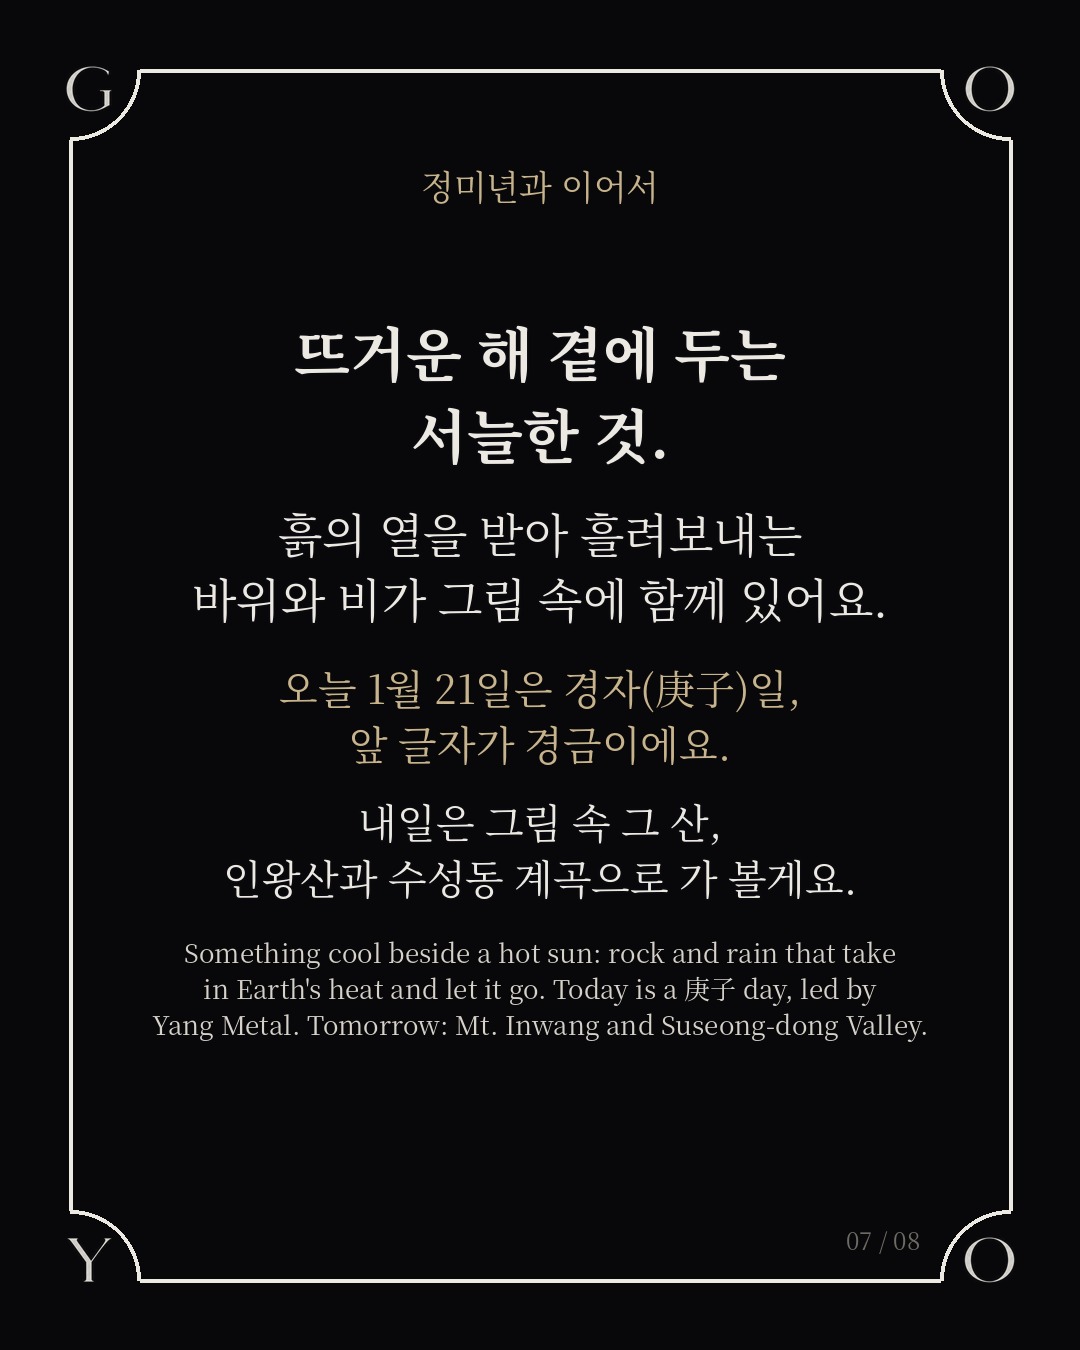 G O
정미년과 이어서
뜨거운 해 곁에 두는
서늘한 것.
흙의 열을 받아 흘려보내는
바위와 비가 그림 속에 함께 있어요.
오늘 1월 21일은 경자(庚子)일,
앞 글자가 경금이에요.
내일은 그림 속 그 산,
인왕산과 수성동 계곡으로 가 볼게요.
Something cool beside a hot sun: rock and rain that take
in Earth's heat and let it go. Today is a 庚子 day, led by
Yang Metal. Tomorrow: Mt. Inwang and Suseong-dong Valley.
07 / 08
Y O